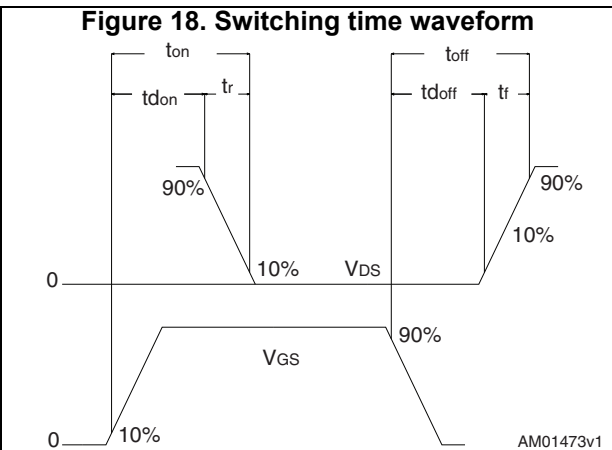 Figure 18. Switching time waveform
ton
toff
tdon
tr
tdoff
tf
90%
90%
10%
10%
VDS
0
90%
VGS
10%
0
AM01473v1